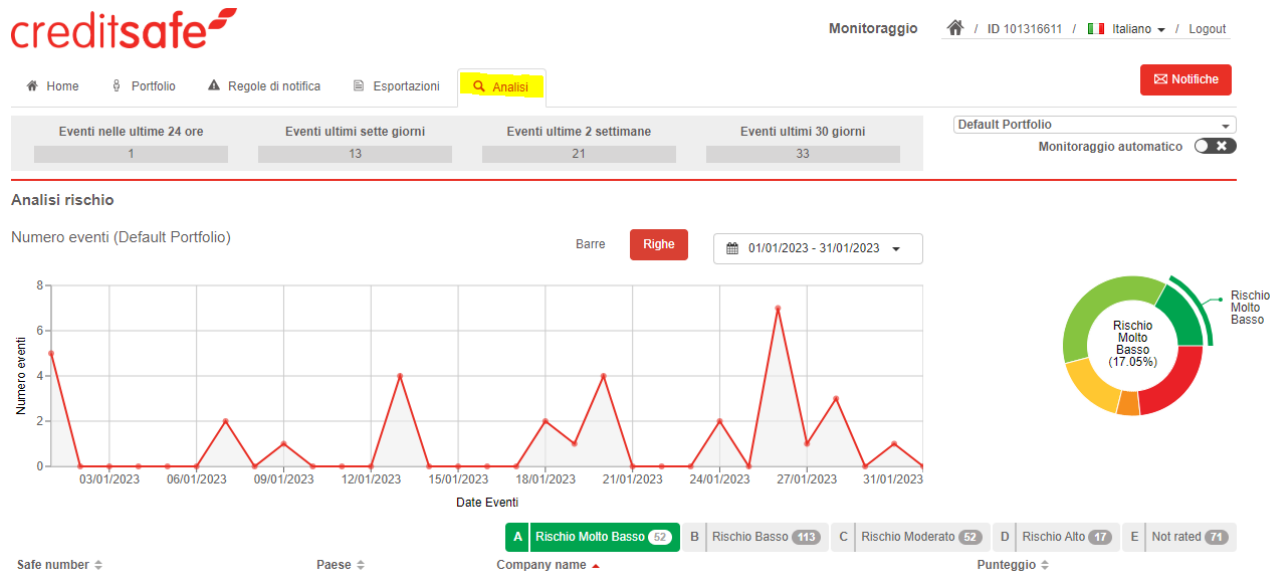 creditsafe
Monitoraggio / ID 101316611 / Italiano / Logout
Home Portfolio Regole di notifica Esportazioni Analisi Notifiche
Eventi nelle ultime 24 ore Eventi ultimi sette giorni Eventi ultime 2 settimane Eventi ultimi 30 giorni Default Portfolio
1 13 21 33 Monitoraggio automatico
Analisi rischio
Numero eventi (Default Portfolio) Barre Righe 01/01/2023 - 31/01/2023
8
6
4
2
0
Numero eventi
03/01/2023 06/01/2023 09/01/2023 12/01/2023 15/01/2023 18/01/2023 21/01/2023 24/01/2023 27/01/2023 31/01/2023
Date Eventi
Rischio
Molto
Basso
(17.05%)
Rischio
Molto
Basso
A Rischio Molto Basso 52 B Rischio Basso 113 C Rischio Moderato 52 D Rischio Alto 17 E Not rated 71
Safe number Paese Company name Punteggio